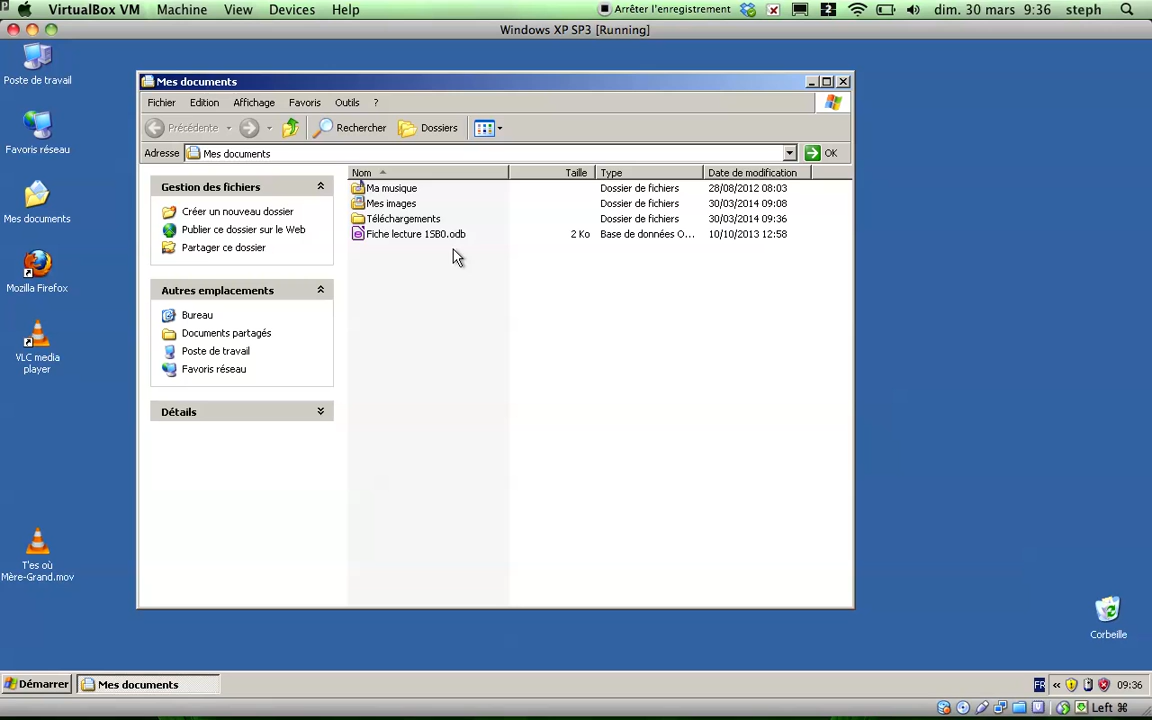 VirtualBox VM Machine View Devices Help Arrêter l'enregistrement 2 dim. 30 mars 9:36 steph
Windows XP SP3 [Running]
Poste de travail
Favoris réseau
Mes documents
Mozilla Firefox
VLC media
player
T'es où
Mère-Grand.mov
Mes documents
Fichier Edition Affichage Favoris Outils ?
Précédente Rechercher Dossiers
Adresse Mes documents OK
Gestion des fichiers
Créer un nouveau dossier
Publier ce dossier sur le Web
Partager ce dossier
Autres emplacements
Bureau
Documents partagés
Poste de travail
Favoris réseau
Détails
Nom Taille Type Date de modification
Ma musique Dossier de fichiers 28/08/2012 08:03
Mes images Dossier de fichiers 30/03/2014 09:08
Téléchargements Dossier de fichiers 30/03/2014 09:36
Fiche lecture 1SB0.odb 2 Ko Base de données O... 10/10/2013 12:58
Corbeille
Démarrer Mes documents FR « 09:36
Left ⌘